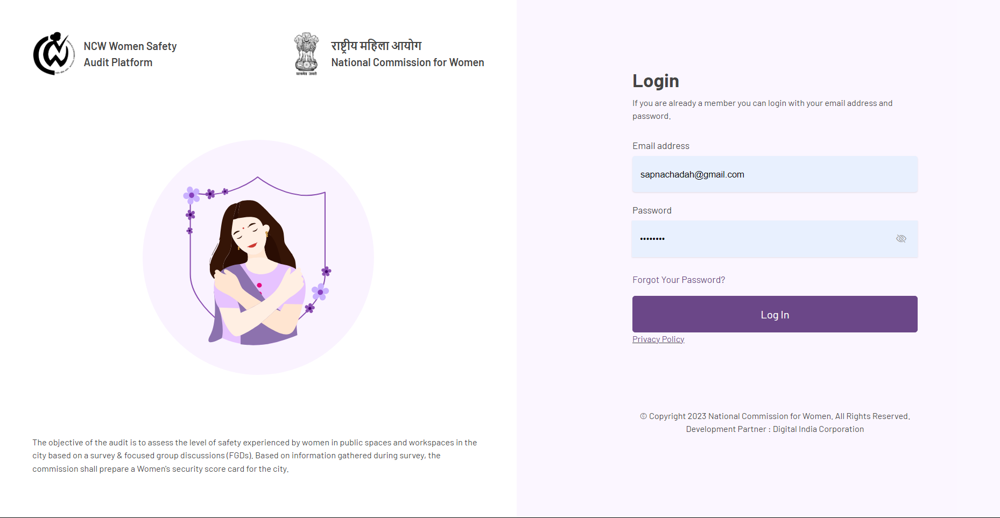 NCW Women Safety
Audit Platform
राष्ट्रीय महिला आयोग
National Commission for Women
सत्यमेव जयते
The objective of the audit is to assess the level of safety experienced by women in public spaces and workspaces in the
city based on a survey & focused group discussions (FGDs). Based on information gathered during survey, the
commission shall prepare a Women's security score card for the city.
Login
If you are already a member you can login with your email address and
password.
Email address
sapnachadah@gmail.com
Password
••••••••
Forgot Your Password?
Log In
Privacy Policy
© Copyright 2023 National Commission for Women. All Rights Reserved.
Development Partner : Digital India Corporation